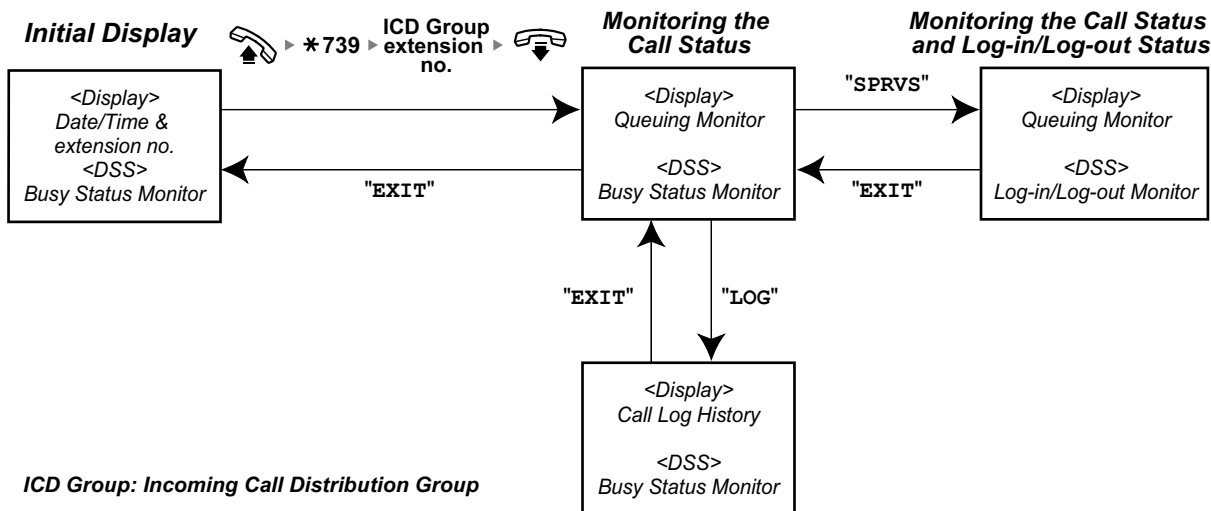 Initial Display
✱739
ICD Group
extension
no.
Monitoring the
Call Status
Monitoring the Call Status
and Log-in/Log-out Status
<Display>
Date/Time &
extension no.
<DSS>
Busy Status Monitor
"EXIT"
<Display>
Queuing Monitor
<DSS>
Busy Status Monitor
"SPRVS"
"EXIT"
<Display>
Queuing Monitor
<DSS>
Log-in/Log-out Monitor
"EXIT"
"LOG"
<Display>
Call Log History
<DSS>
Busy Status Monitor
ICD Group: Incoming Call Distribution Group